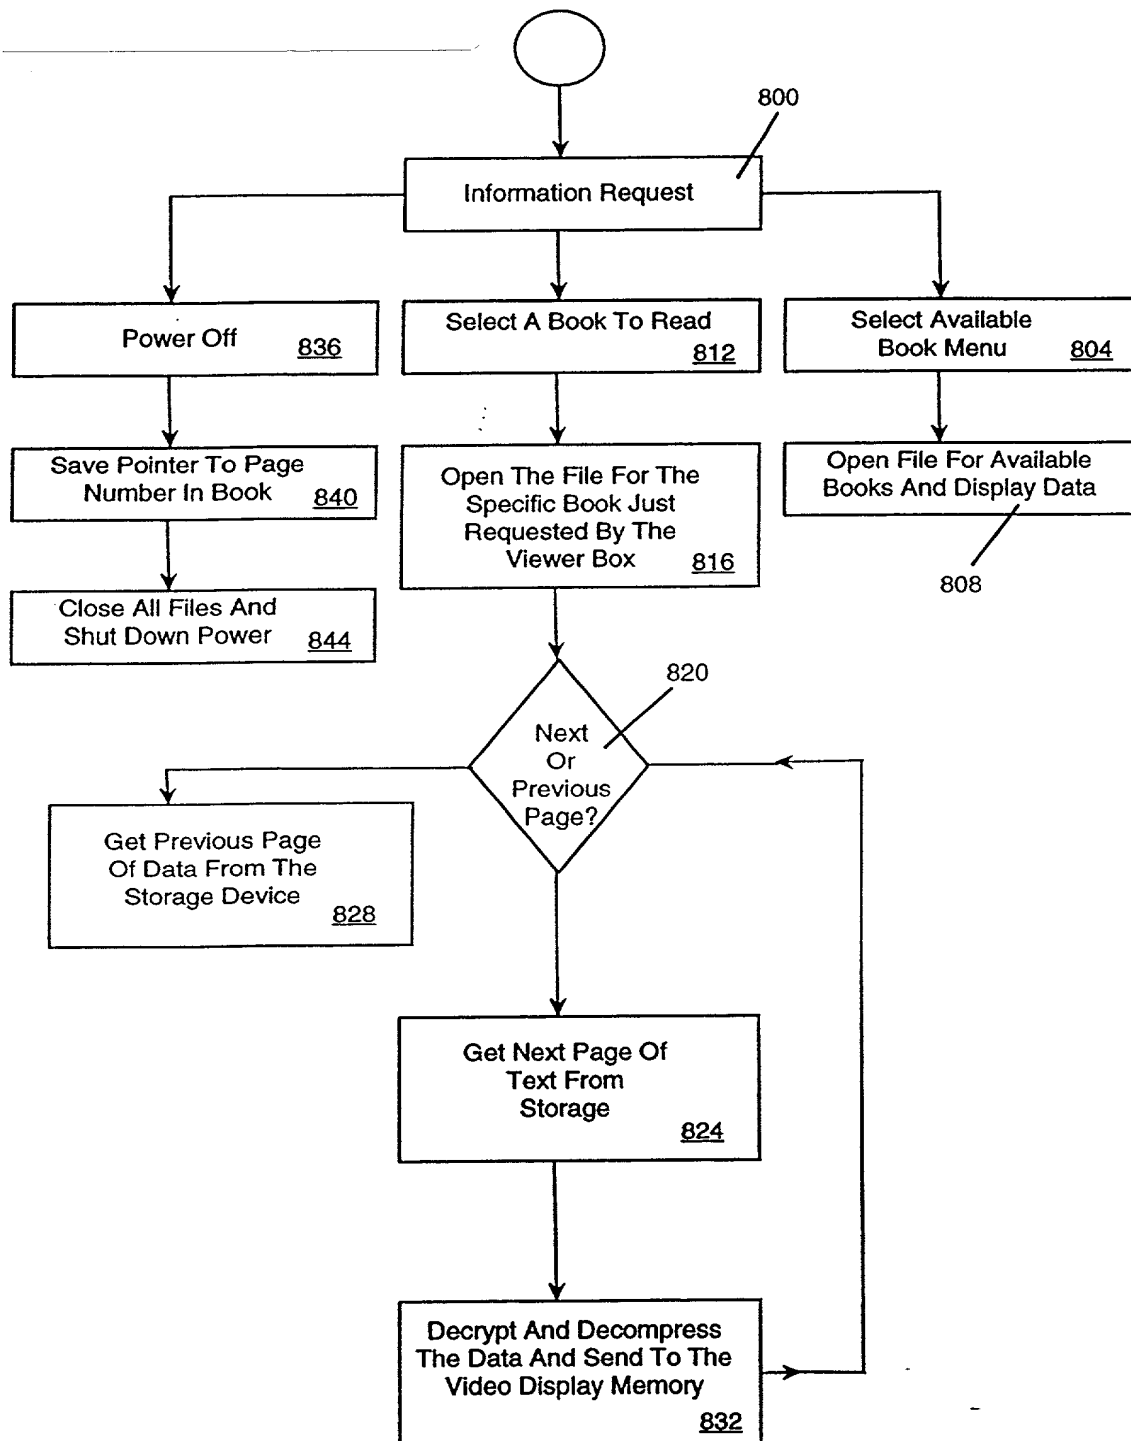 800
Information Request
Power Off 836
Select A Book To Read
812
Select Available
Book Menu 804
Save Pointer To Page
Number In Book 840
Open The File For The
Specific Book Just
Requested By The
Viewer Box 816
Open File For Available
Books And Display Data
808
Close All Files And
Shut Down Power 844
820
Next
Or
Previous
Page?
Get Previous Page
Of Data From The
Storage Device
828
Get Next Page Of
Text From
Storage
824
Decrypt And Decompress
The Data And Send To The
Video Display Memory
832